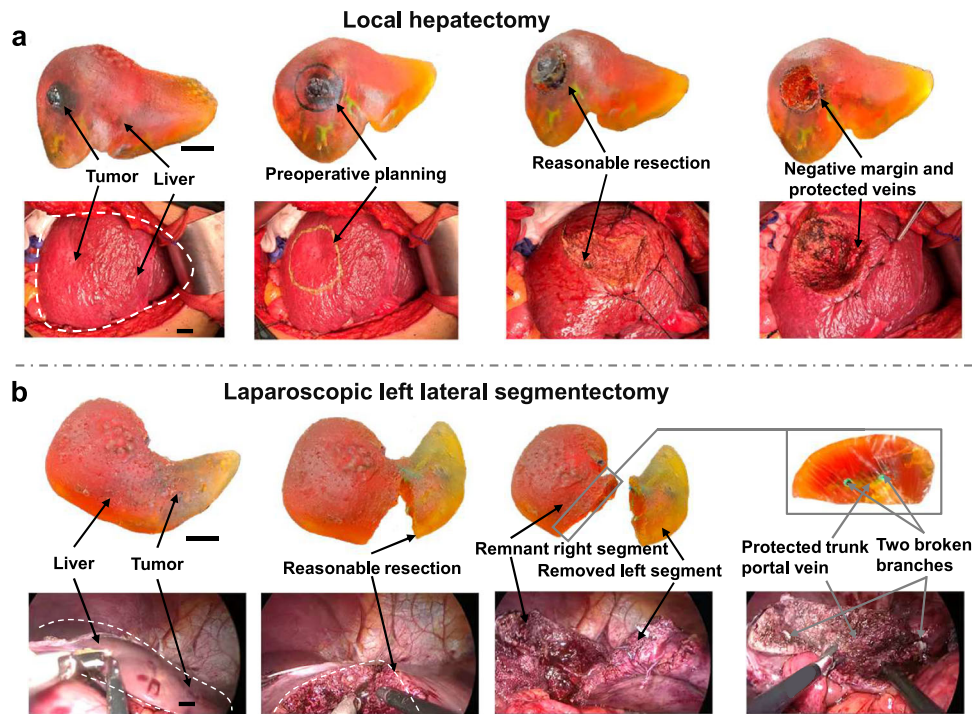 Local hepatectomy
a
Tumor
Liver
Preoperative planning
Reasonable resection
Negative margin and
protected veins
b
Laparoscopic left lateral segmentectomy
Liver
Tumor
Reasonable resection
Remnant right segment
Removed left segment
Protected trunk
portal vein
Two broken
branches